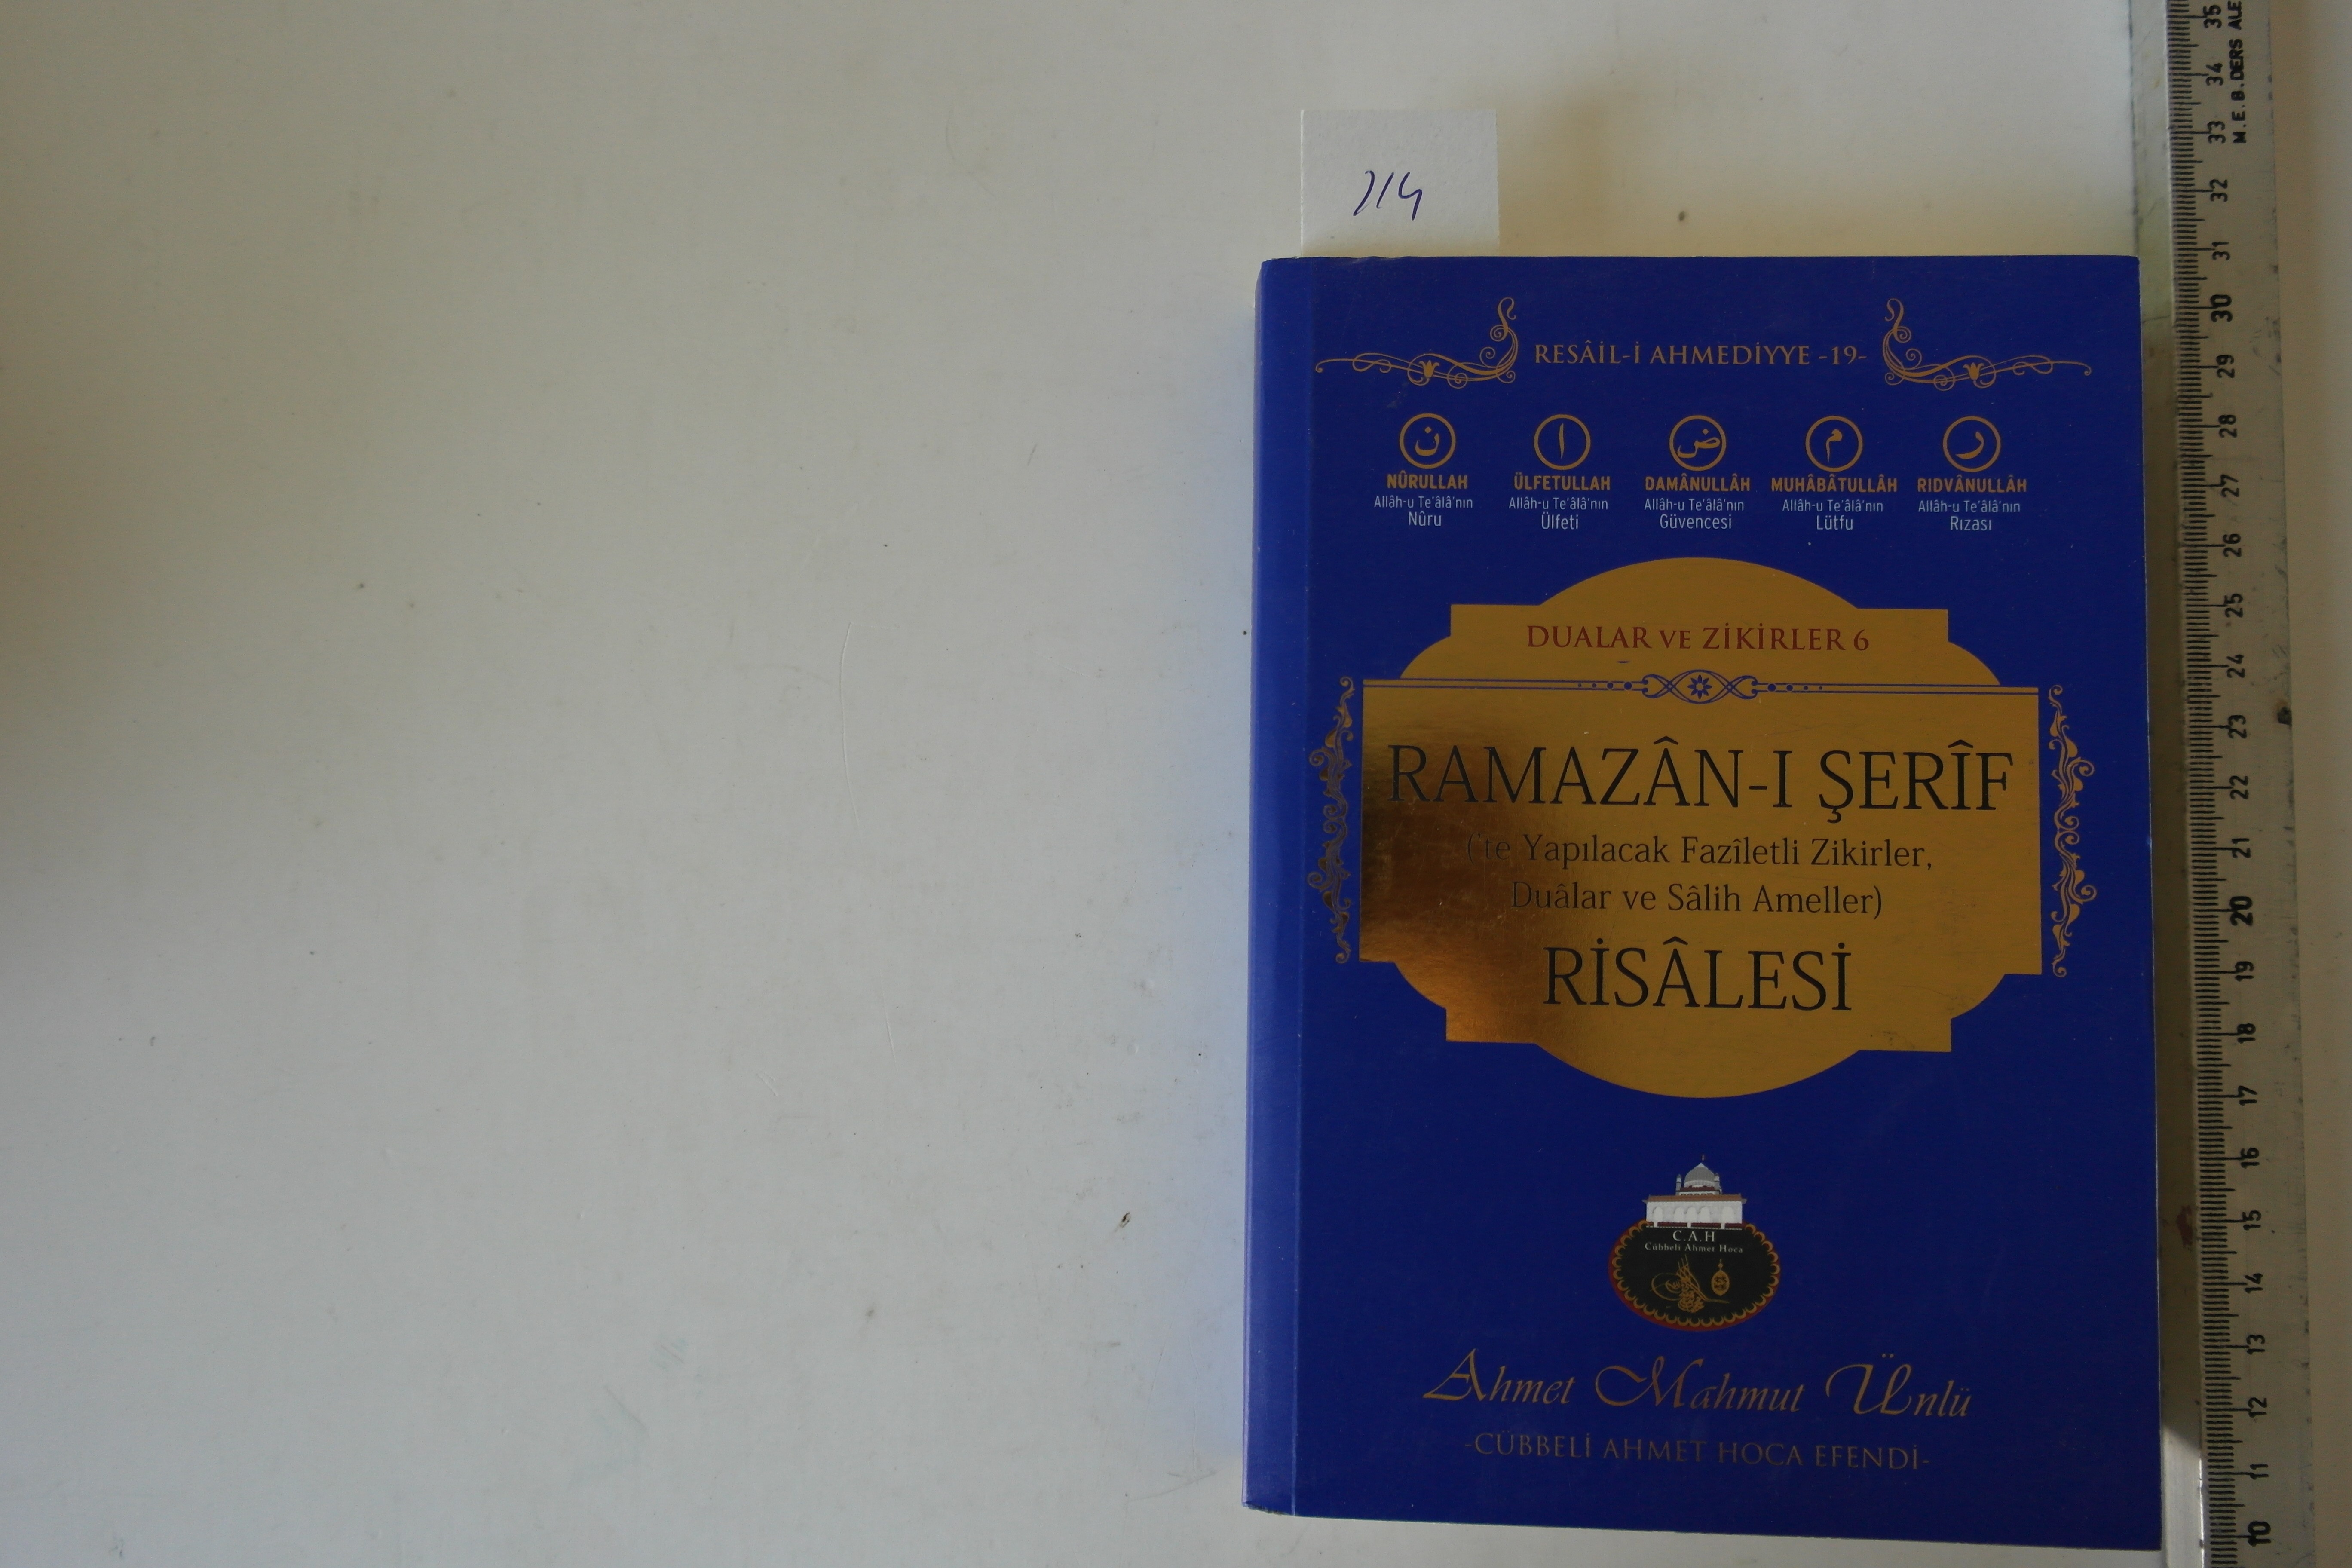 214
RESÂİL-İ AHMEDİYYE -19-
ن ا ض م ر
NÛRULLAH ÜLFETULLAH DAMÂNULLÂH MUHÂBÂTULLÂH RIDVÂNULLÂH
Allâh-u Te'âlâ'nın Allâh-u Te'âlâ'nın Allâh-u Te'âlâ'nın Allâh-u Te'âlâ'nın Allâh-u Te'âlâ'nın
Nûru Ülfeti Güvencesi Lütfu Rızası
DUALAR VE ZİKİRLER 6
RAMAZÂN-I ŞERÎF
('te Yapılacak Fazîletli Zikirler,
Duâlar ve Sâlih Ameller)
RİSÂLESİ
C.A.H
Cübbeli Ahmet Hoca
Ahmet Mahmut Ünlü
-CÜBBELİ AHMET HOCA EFENDİ-
M.E.B.DERS ALE
35
34
33
32
31
30
29
28
27
26
25
24
23
22
21
20
19
18
17
16
15
14
13
12
11
10